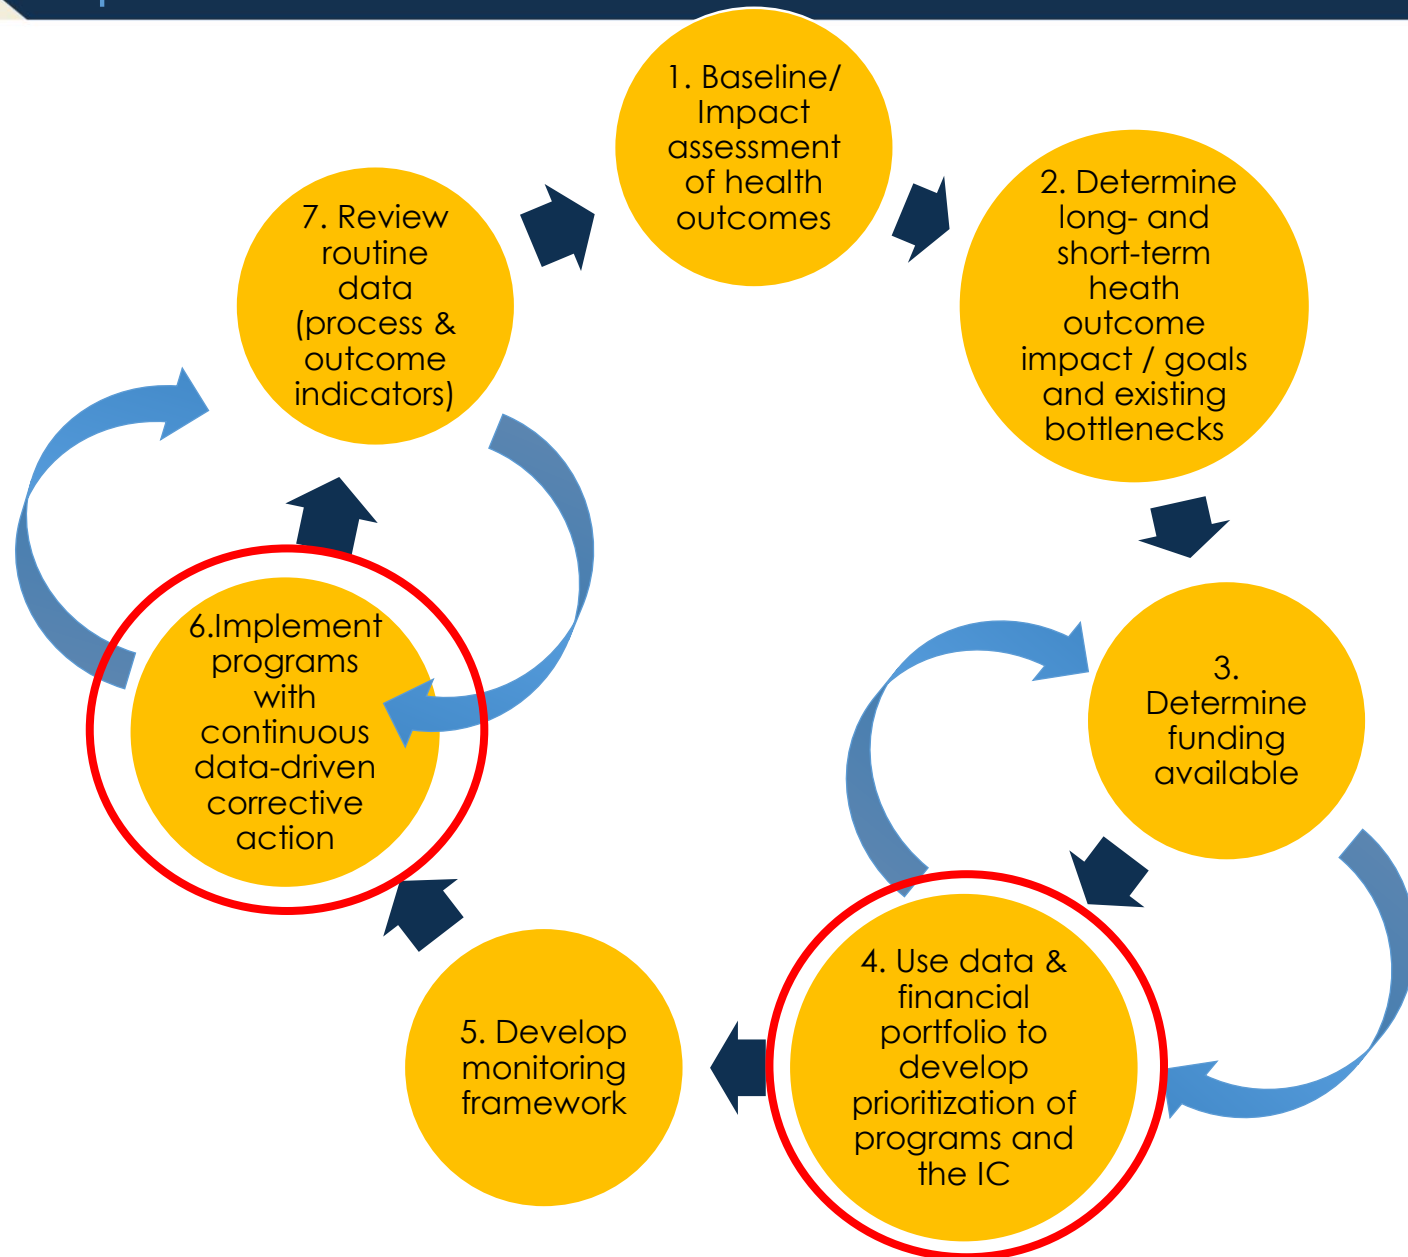 1. Baseline/
Impact
assessment
of health
outcomes
2. Determine
long- and
short-term
heath
outcome
impact / goals
and existing
bottlenecks
3.
Determine
funding
available
4. Use data &
financial
portfolio to
develop
prioritization of
programs and
the IC
5. Develop
monitoring
framework
6.Implement
programs
with
continuous
data-driven
corrective
action
7. Review
routine
data
(process &
outcome
indicators)